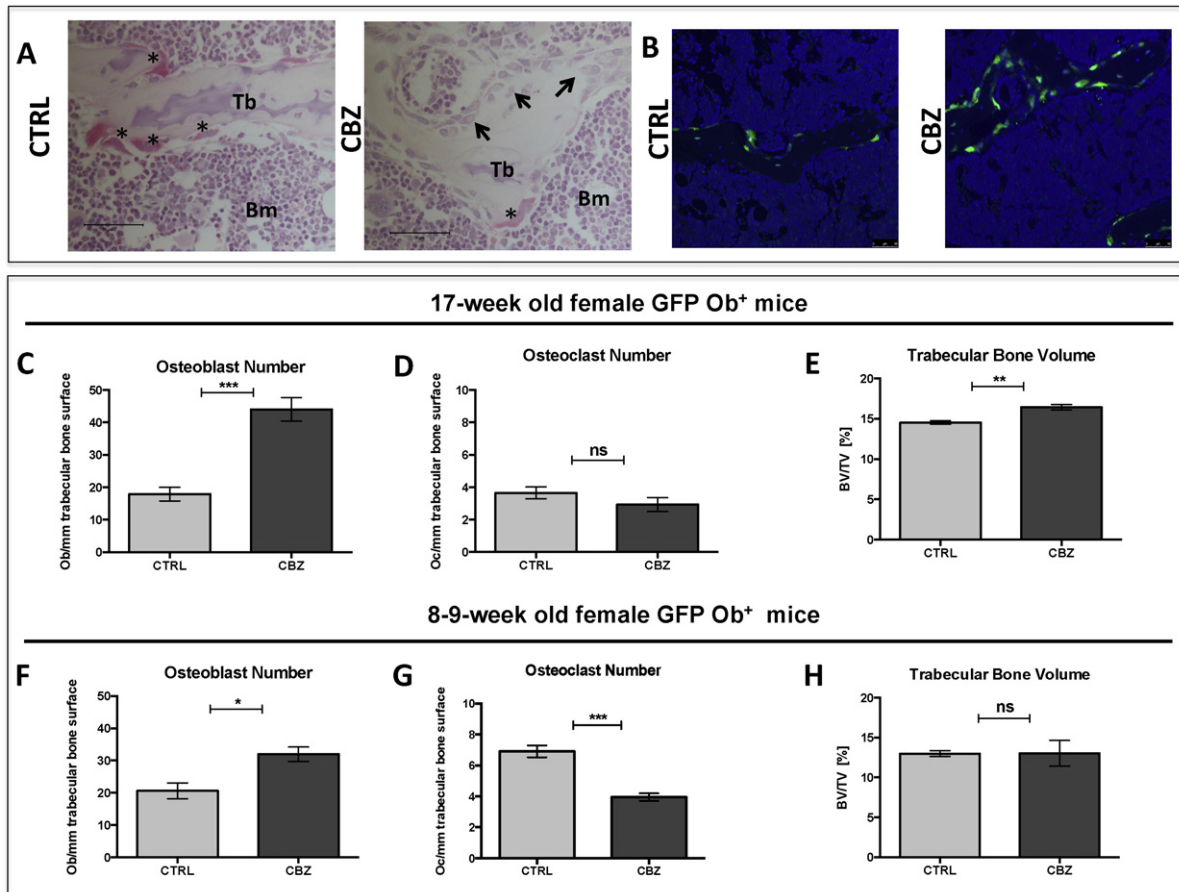 A
CTRL
*
Tb
* * *
Bm
CBZ
Tb
*
Bm
B
CTRL
CBZ
17-week old female GFP Ob⁺ mice
C
Osteoblast Number
***
Ob/mm trabecular bone surface
50
40
30
20
10
0
CTRL CBZ
D
Osteoclast Number
ns
Oc/mm trabecular bone surface
10
8
6
4
2
0
CTRL CBZ
E
Trabecular Bone Volume
**
BV/TV [%]
20
15
10
5
0
CTRL CBZ
8-9-week old female GFP Ob⁺ mice
F
Osteoblast Number
*
Ob/mm trabecular bone surface
50
40
30
20
10
0
CTRL CBZ
G
Osteoclast Number
***
Oc/mm trabecular bone surface
8
6
4
2
0
CTRL CBZ
H
Trabecular Bone Volume
ns
BV/TV [%]
20
15
10
5
0
CTRL CBZ